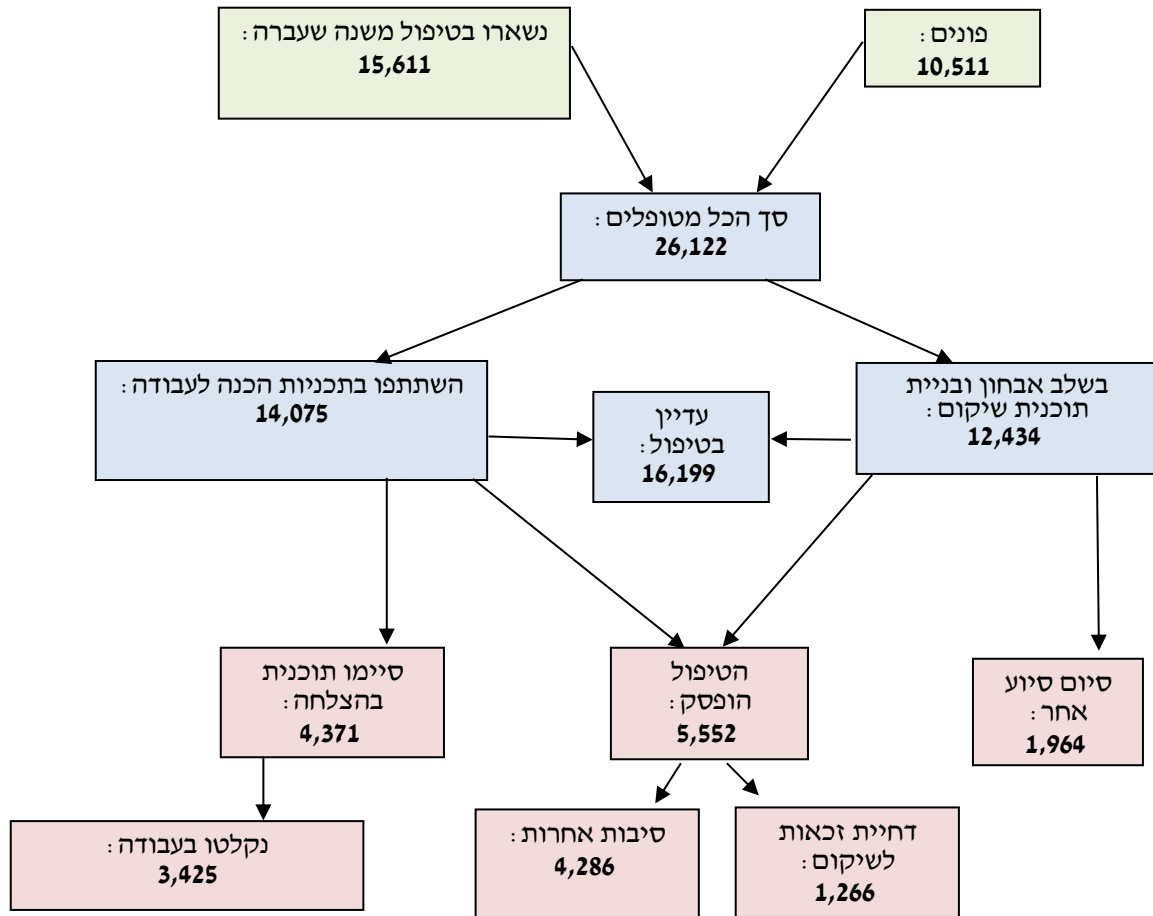 פונים:
10,511
נשארו בטיפול משנה שעברה:
15,611
סך הכל מטופלים:
26,122
בשלב אבחון ובניית
תוכנית שיקום:
12,434
עדיין
בטיפול:
16,199
השתתפו בתכניות הכנה לעבודה:
14,075
סיום סיוע
אחר:
1,964
הטיפול
הופסק:
5,552
סיימו תוכנית
בהצלחה:
4,371
דחיית זכאות
לשיקום:
1,266
סיבות אחרות:
4,286
נקלטו בעבודה:
3,425